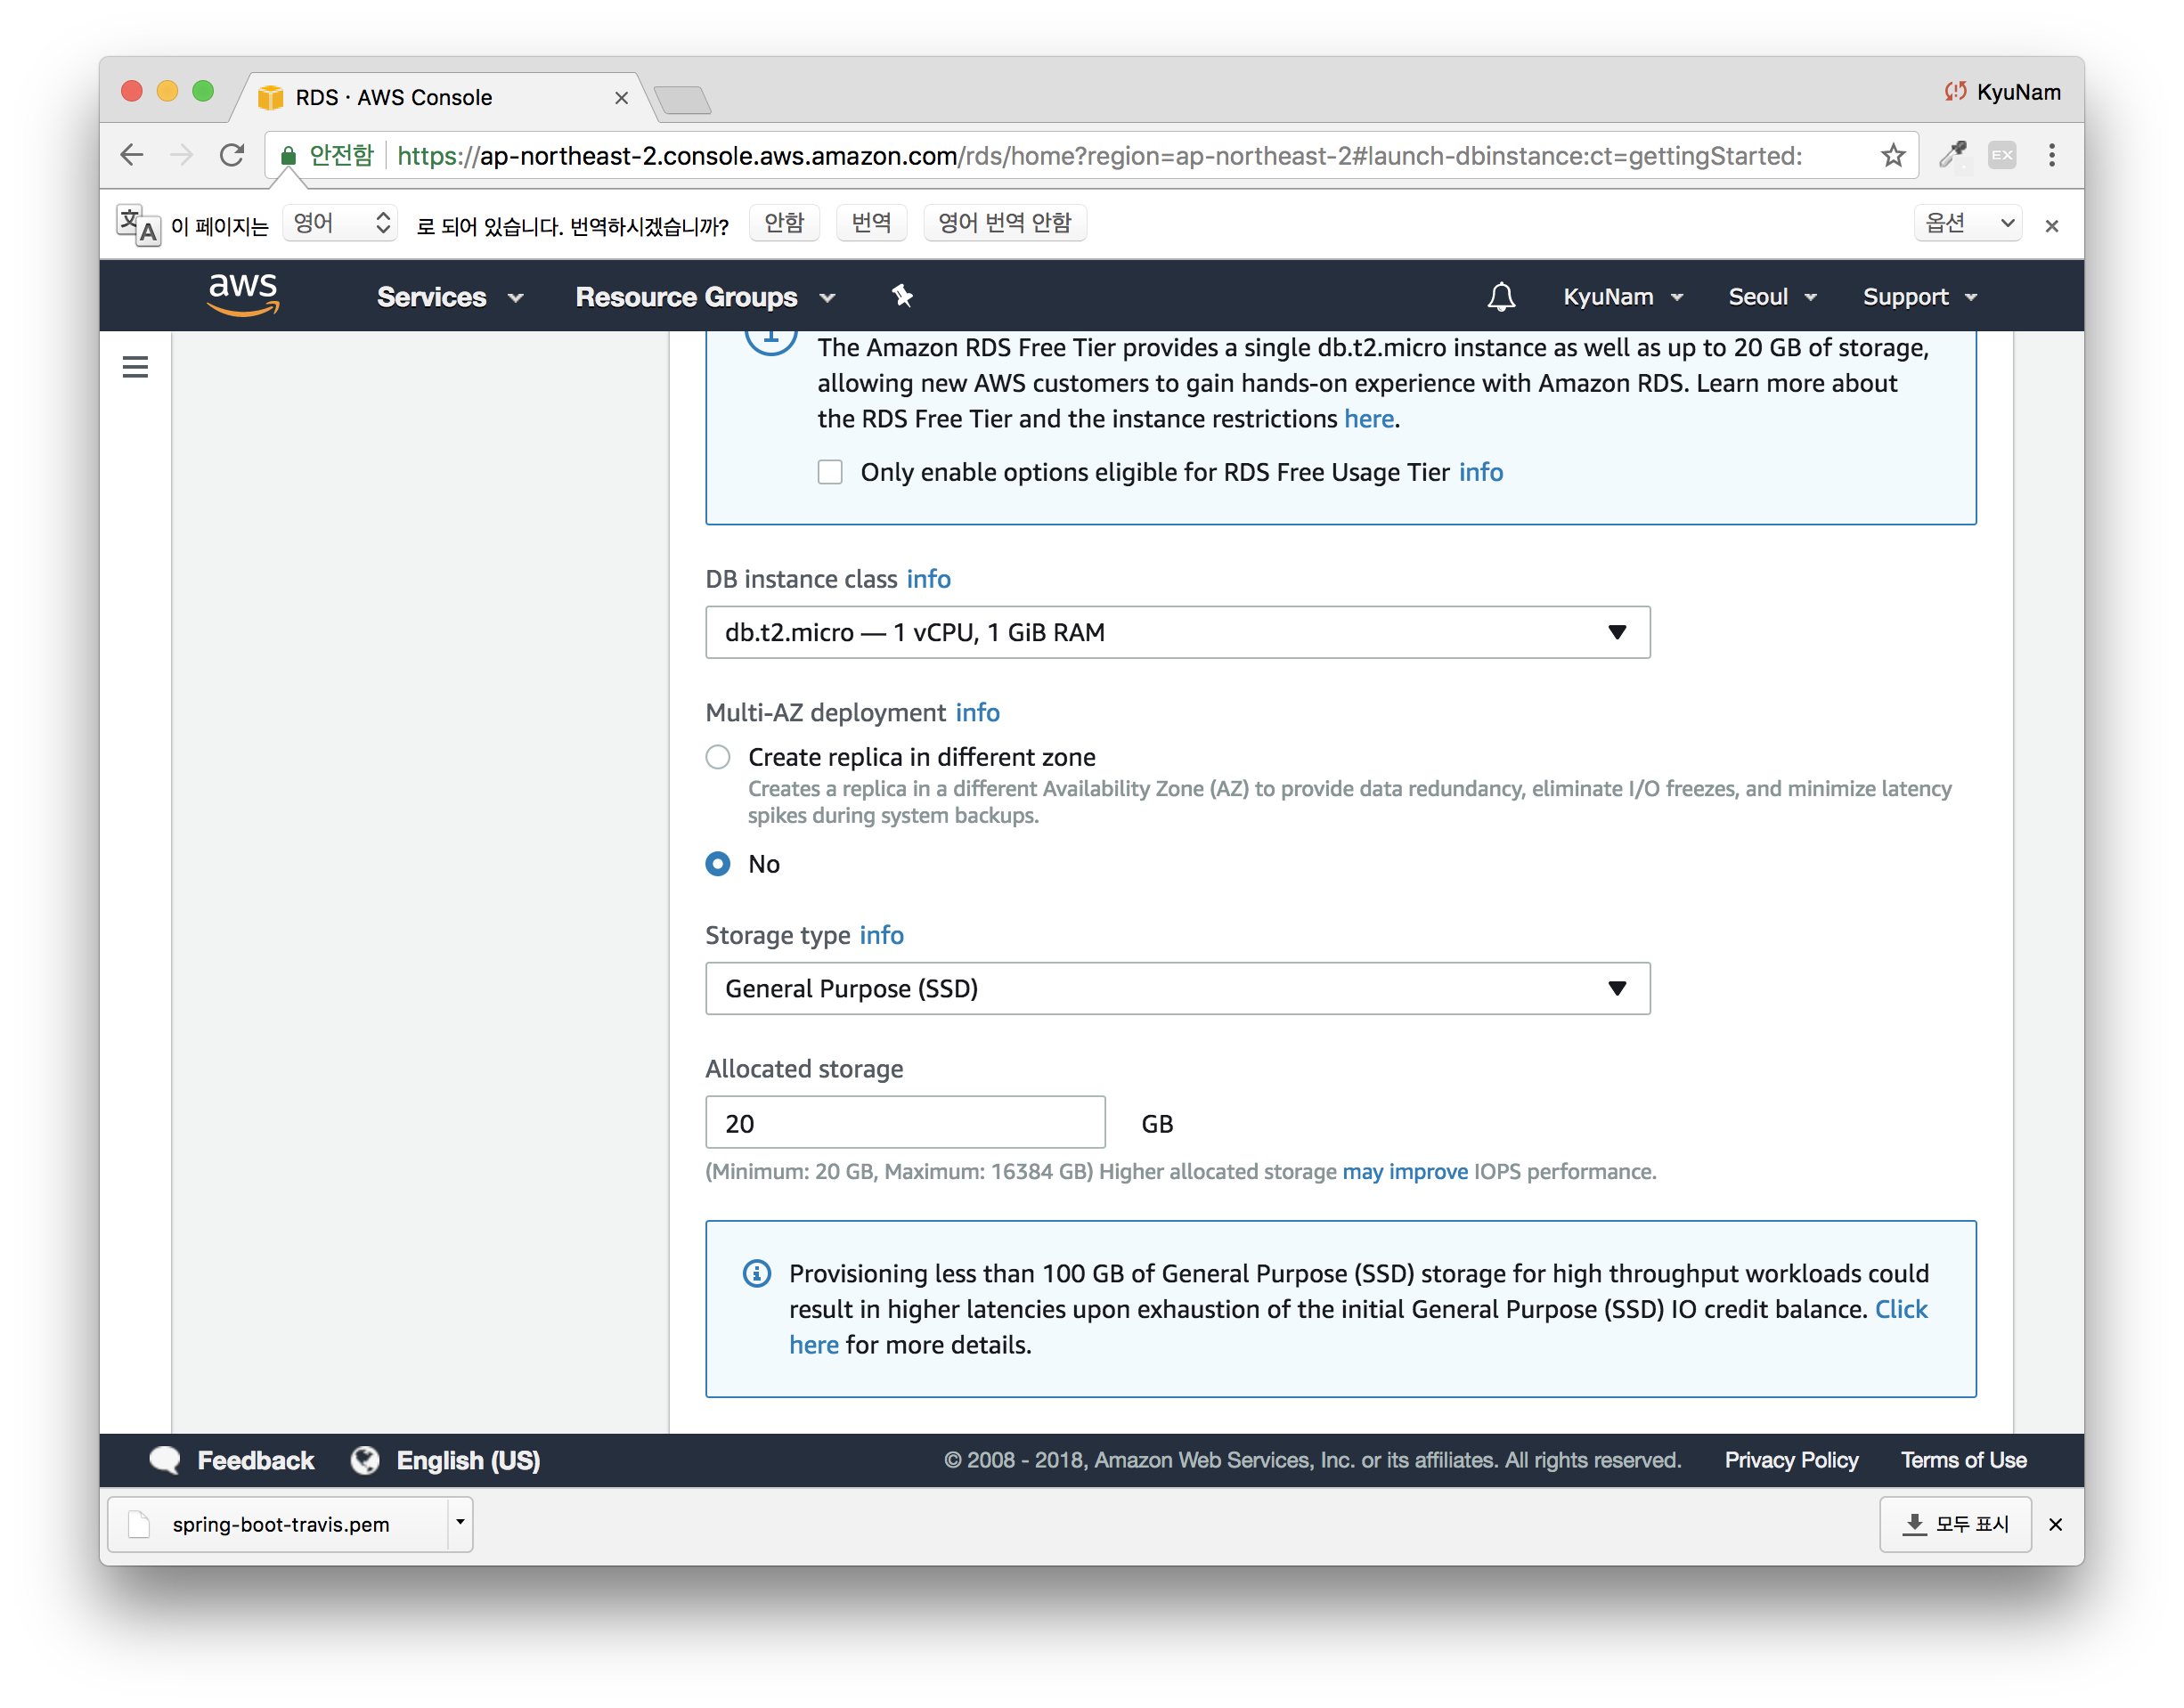 RDS · AWS Console
KyuNam
안전함 https://ap-northeast-2.console.aws.amazon.com/rds/home?region=ap-northeast-2#launch-dbinstance:ct=gettingStarted:
EX
文A 이 페이지는 영어 로 되어 있습니다. 번역하시겠습니까? 안함 번역 영어 번역 안함 옵션
aws Services Resource Groups KyuNam Seoul Support
The Amazon RDS Free Tier provides a single db.t2.micro instance as well as up to 20 GB of storage,
allowing new AWS customers to gain hands-on experience with Amazon RDS. Learn more about
the RDS Free Tier and the instance restrictions here.
Only enable options eligible for RDS Free Usage Tier info
DB instance class info
db.t2.micro — 1 vCPU, 1 GiB RAM
Multi-AZ deployment info
Create replica in different zone
Creates a replica in a different Availability Zone (AZ) to provide data redundancy, eliminate I/O freezes, and minimize latency
spikes during system backups.
No
Storage type info
General Purpose (SSD)
Allocated storage
20 GB
(Minimum: 20 GB, Maximum: 16384 GB) Higher allocated storage may improve IOPS performance.
Provisioning less than 100 GB of General Purpose (SSD) storage for high throughput workloads could
result in higher latencies upon exhaustion of the initial General Purpose (SSD) IO credit balance. Click
here for more details.
Feedback English (US) © 2008 - 2018, Amazon Web Services, Inc. or its affiliates. All rights reserved. Privacy Policy Terms of Use
spring-boot-travis.pem 모두 표시